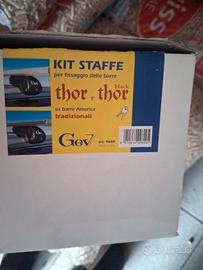 KIT STAFFE
per fissaggio delle barre
black
thor e thor
su barre America
tradizionali
Gev